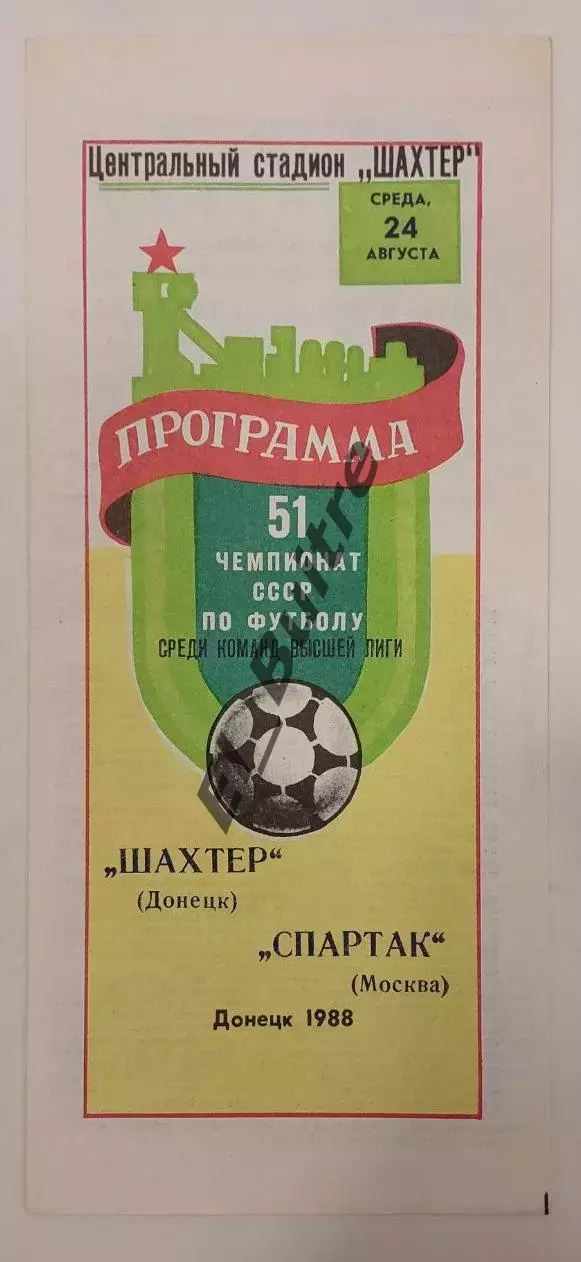 Центральный стадион „ШАХТЕР“
СРЕДА,
24
АВГУСТА
ПРОГРАММА
51
ЧЕМПИОНАТ
СССР
ПО ФУТБОЛУ
СРЕДИ КОМАНД ВЫСШЕЙ ЛИГИ
El_Buitre
„ШАХТЕР“
(Донецк)
„СПАРТАК“
(Москва)
Донецк 1988